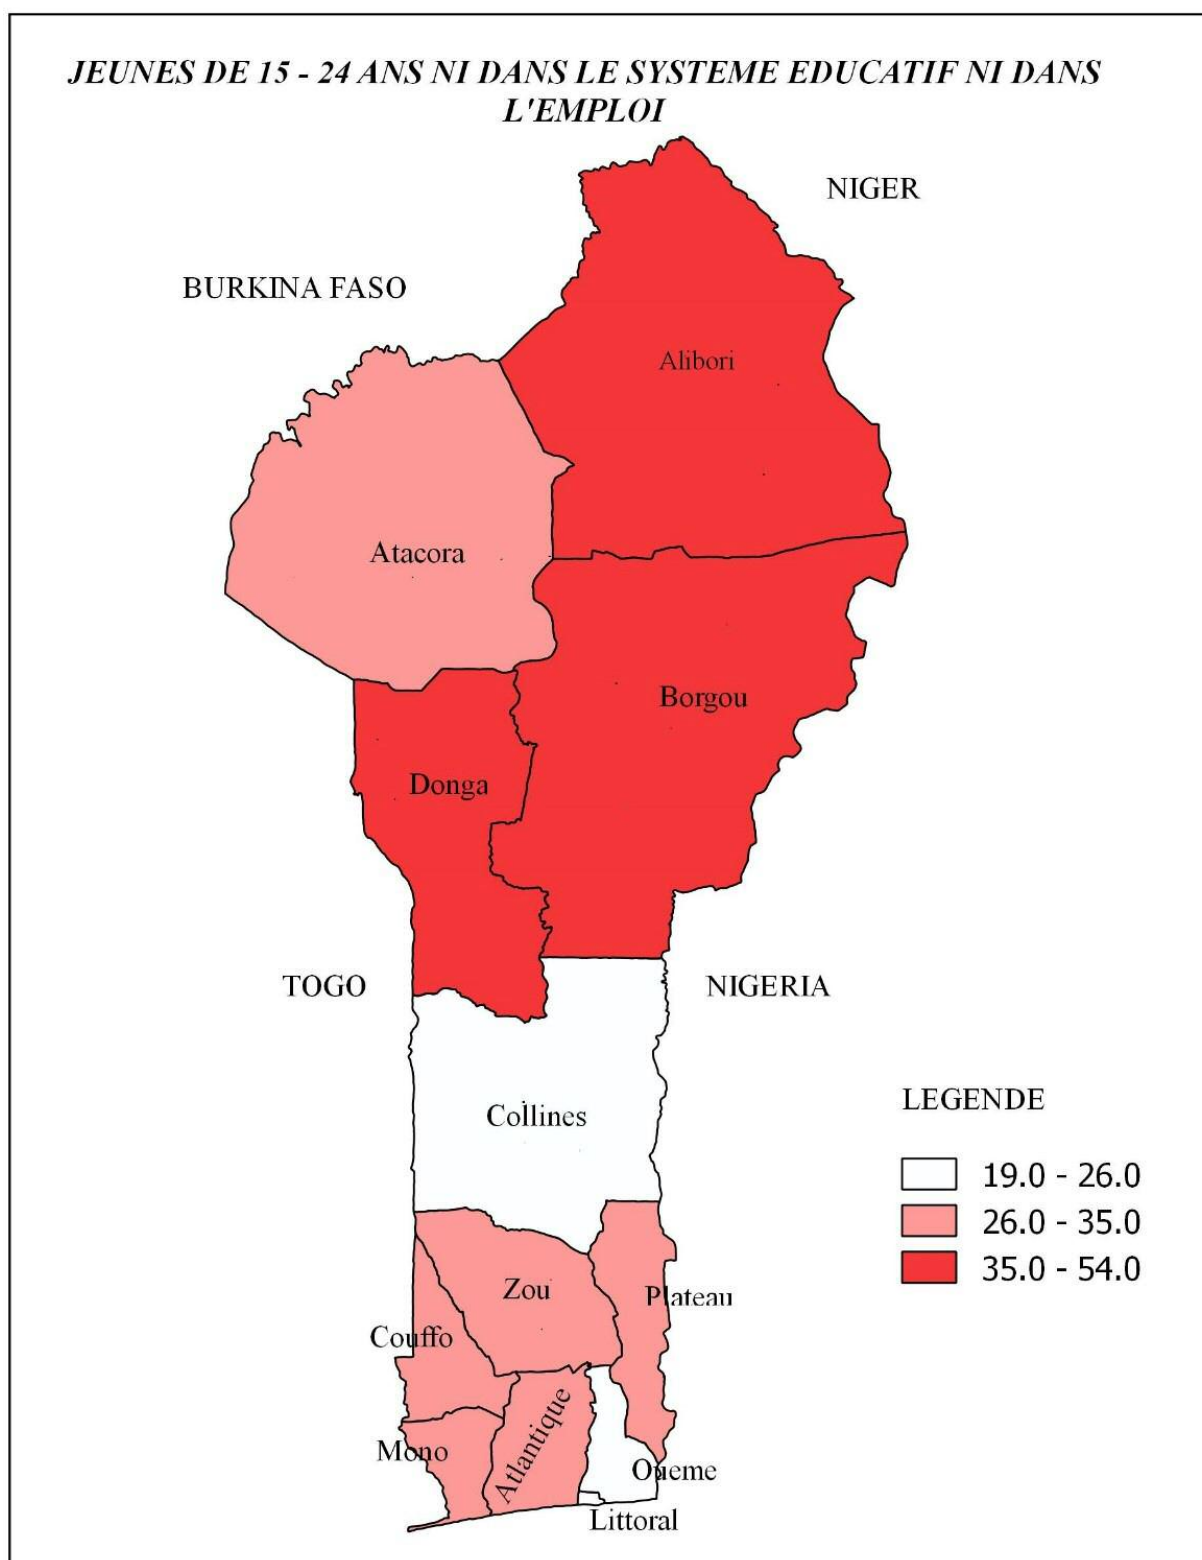 JEUNES DE 15 - 24 ANS NI DANS LE SYSTEME EDUCATIF NI DANS
L'EMPLOI
NIGER
BURKINA FASO
Alibori
Atacora
Borgou
Donga
TOGO
NIGERIA
Collines
LEGENDE
19.0 - 26.0
26.0 - 35.0
35.0 - 54.0
Zou
Plateau
Couffo
Atlantique
Mono
Oueme
Littoral